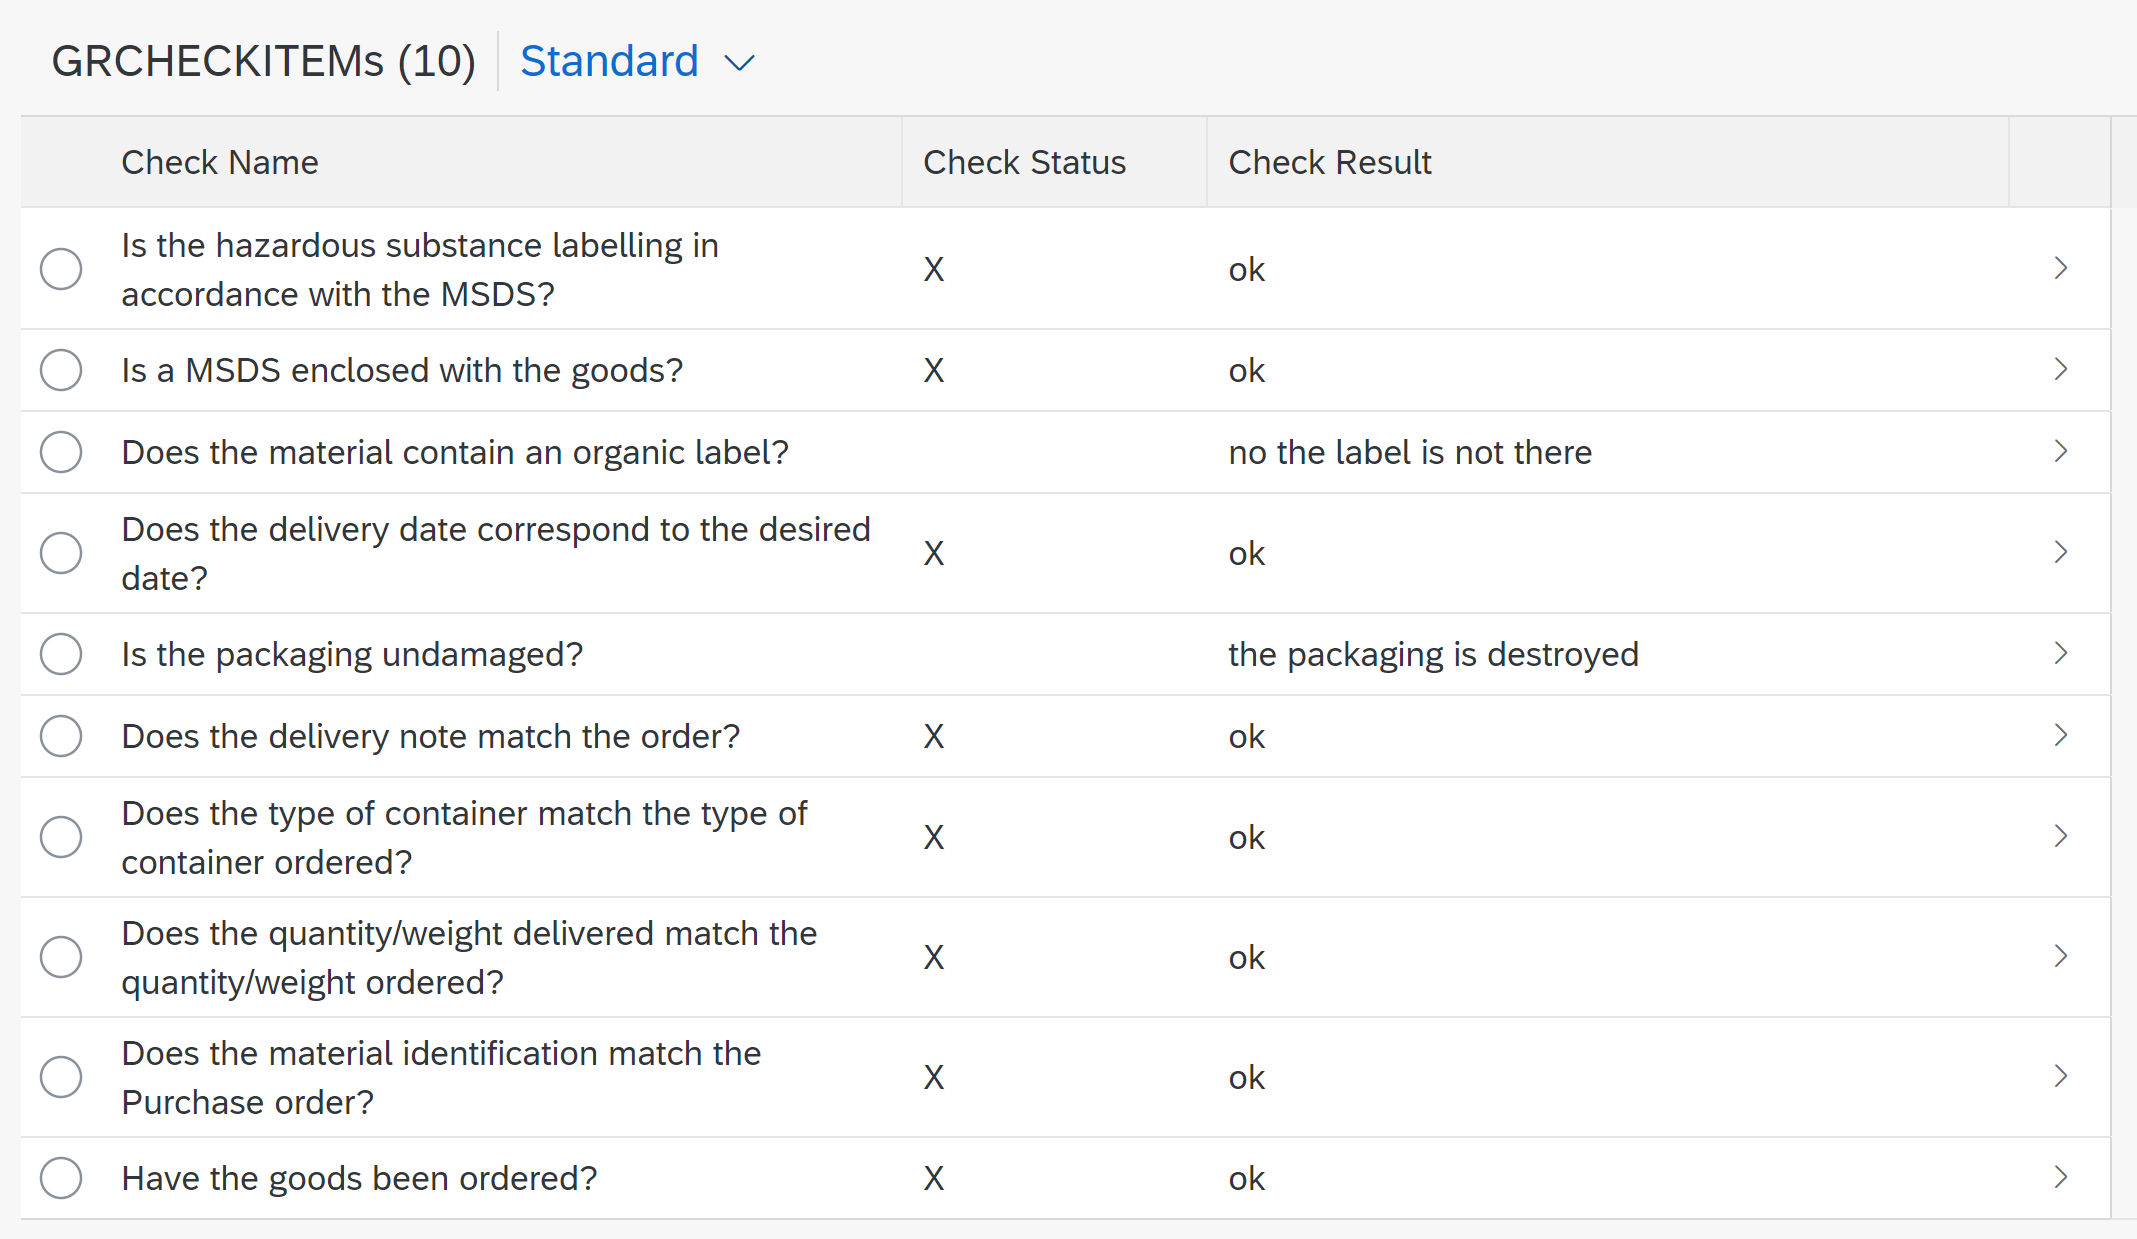 GRCHECKITEMs (10) Standard
Check Name Check Status Check Result
Is the hazardous substance labelling in
accordance with the MSDS? X ok
Is a MSDS enclosed with the goods? X ok
Does the material contain an organic label? no the label is not there
Does the delivery date correspond to the desired
date? X ok
Is the packaging undamaged? the packaging is destroyed
Does the delivery note match the order? X ok
Does the type of container match the type of
container ordered? X ok
Does the quantity/weight delivered match the
quantity/weight ordered? X ok
Does the material identification match the
Purchase order? X ok
Have the goods been ordered? X ok